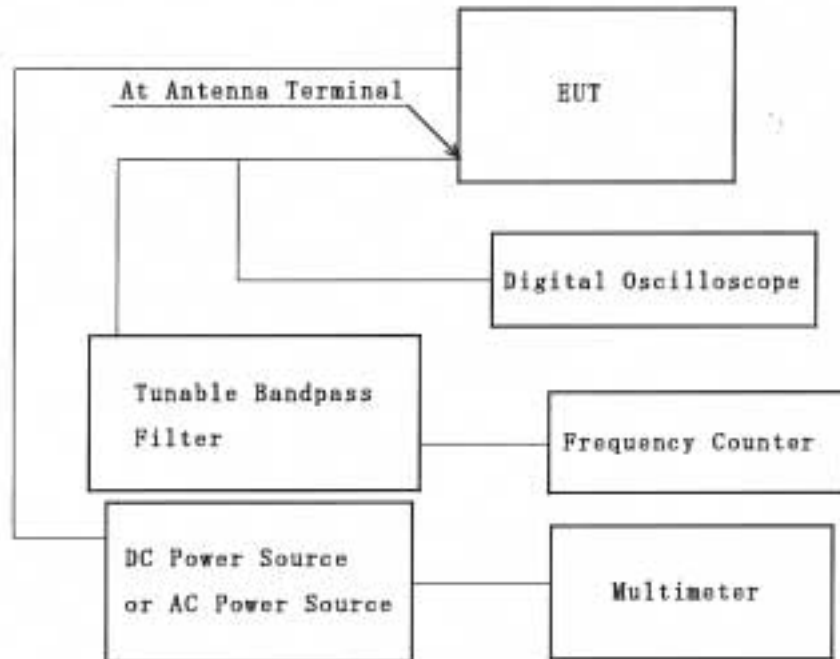 At Antenna Terminal
EUT
Digital Oscilloscope
Tunable Bandpass
Filter
Frequency Counter
DC Power Source
or AC Power Source
Multimeter